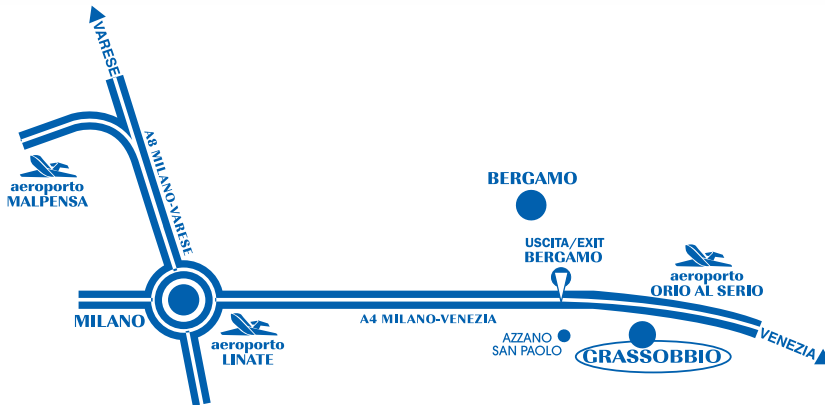 VARESE
A8 MILANO-VARESE
aeroporto
MALPENSA
BERGAMO
USCITA/EXIT
BERGAMO
aeroporto
ORIO AL SERIO
MILANO
A4 MILANO-VENEZIA
aeroporto
LINATE
AZZANO
SAN PAOLO
GRASSOBBIO
VENEZIA